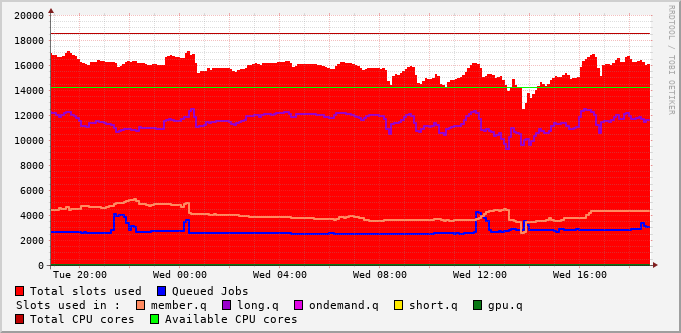 20000
18000
16000
14000
12000
10000
8000
6000
4000
2000
0
Tue 20:00 Wed 00:00 Wed 04:00 Wed 08:00 Wed 12:00 Wed 16:00
RRDTOOL / TOBI OETIKER
Total slots used Queued Jobs
Slots used in : member.q long.q ondemand.q short.q gpu.q
Total CPU cores Available CPU cores